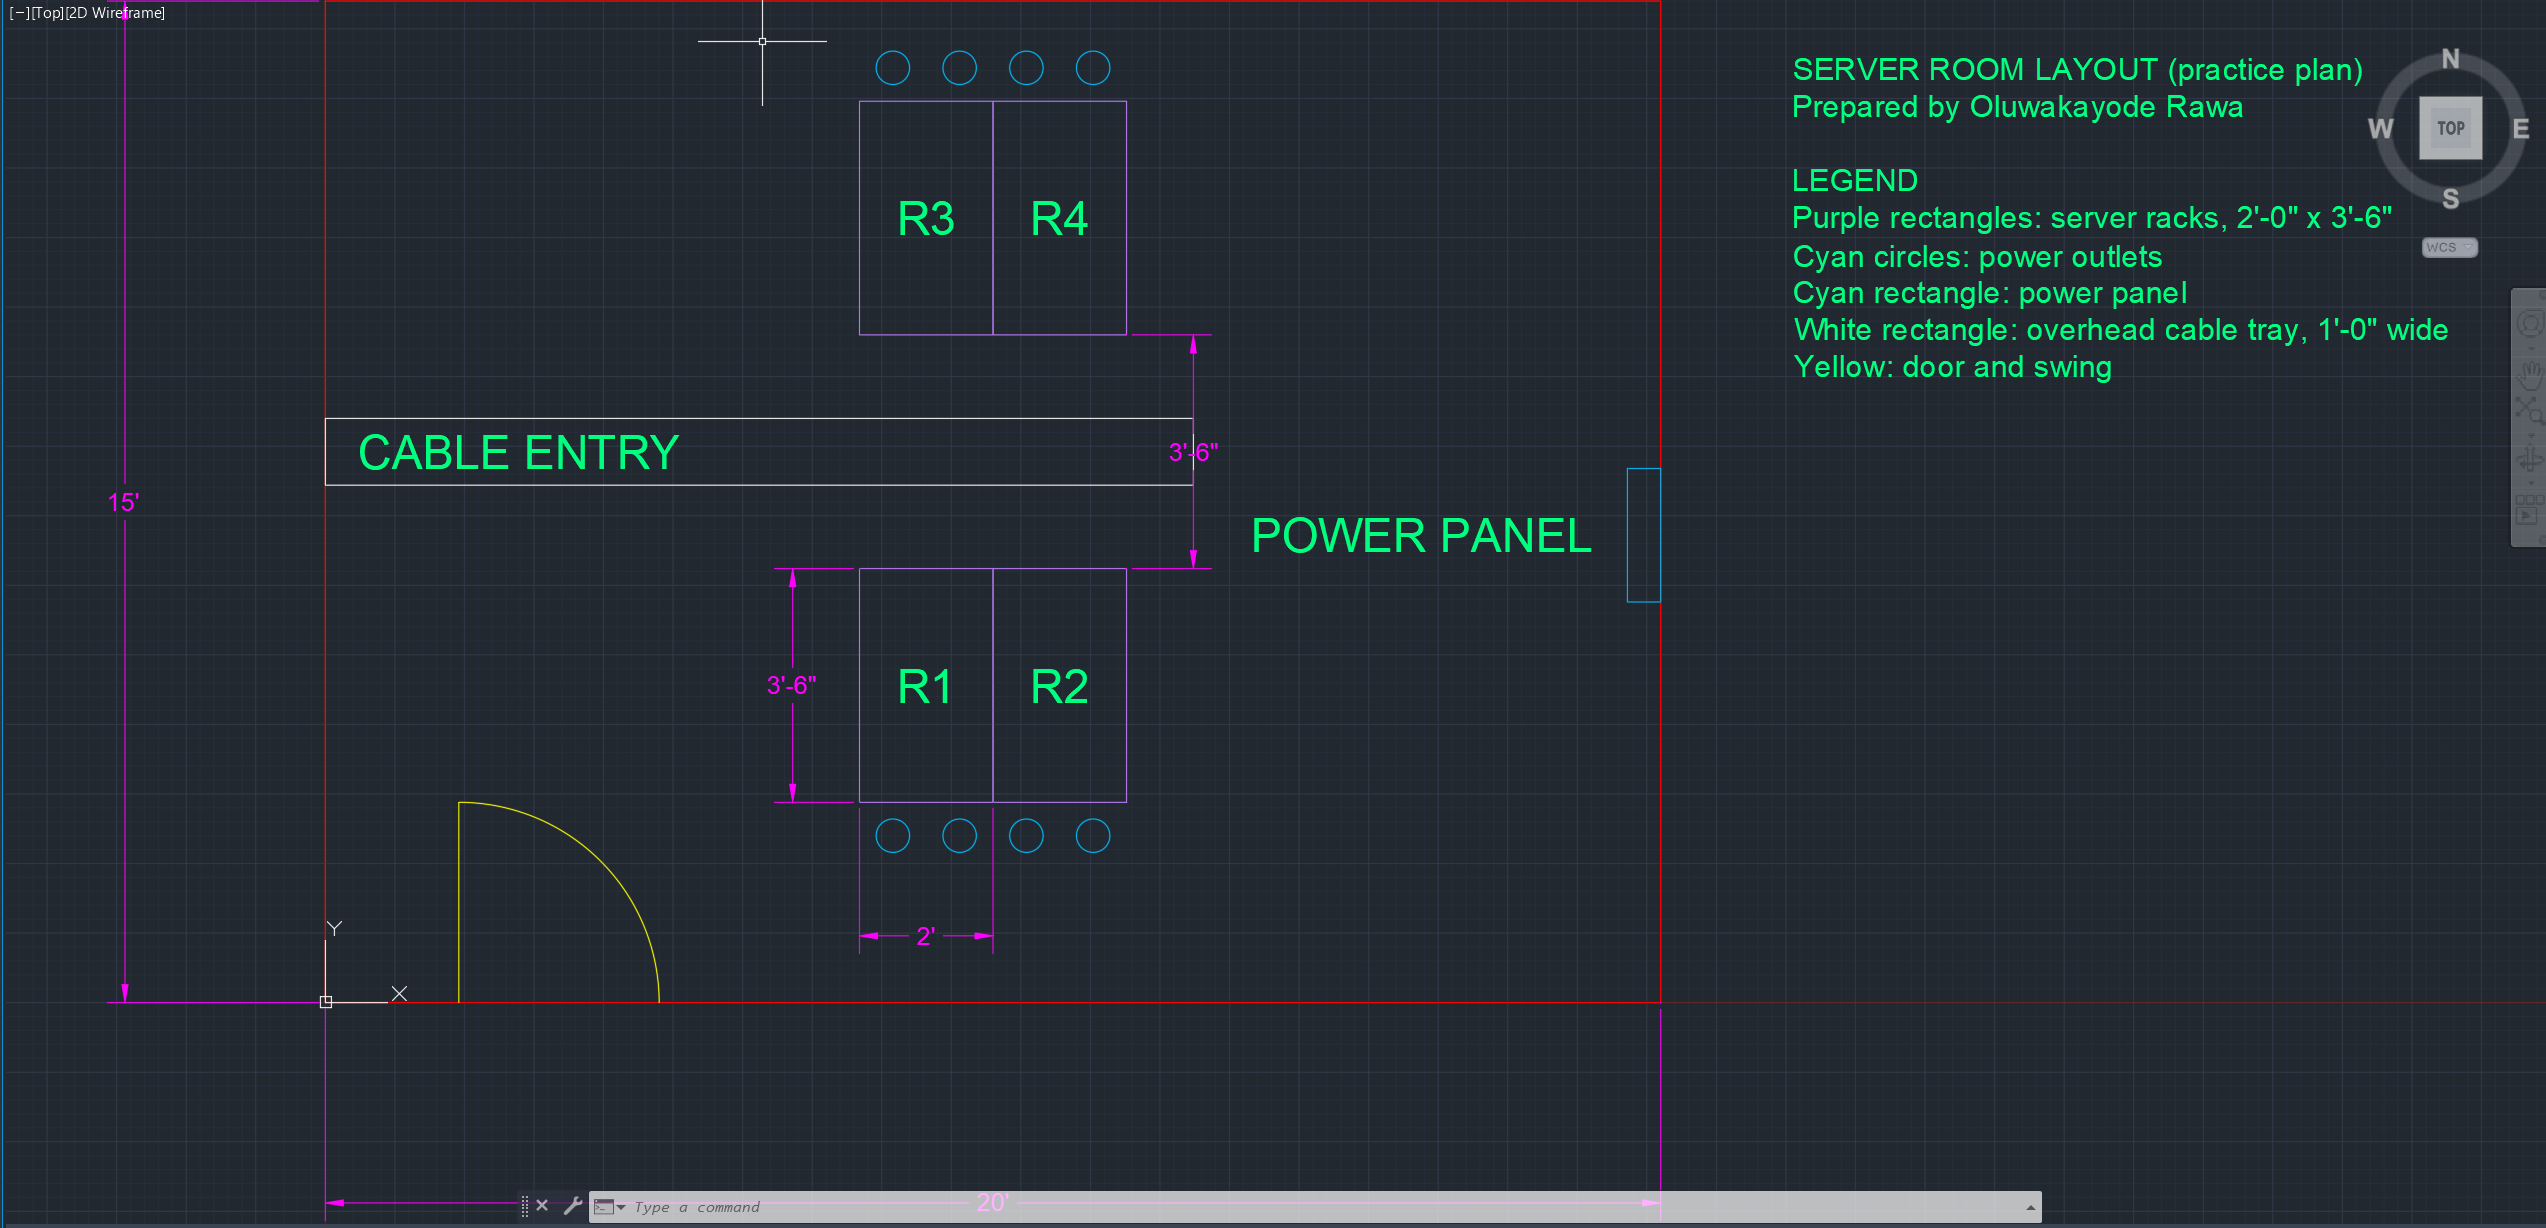 [−][Top][2D Wireframe]
SERVER ROOM LAYOUT (practice plan)
Prepared by Oluwakayode Rawa
LEGEND
Purple rectangles: server racks, 2'-0" x 3'-6"
Cyan circles: power outlets
Cyan rectangle: power panel
White rectangle: overhead cable tray, 1'-0" wide
Yellow: door and swing
N
W
TOP
E
S
WCS
R3
R4
CABLE ENTRY
3'-6"
15'
POWER PANEL
3'-6"
R1
R2
2'
Y
X
20'
Type a command